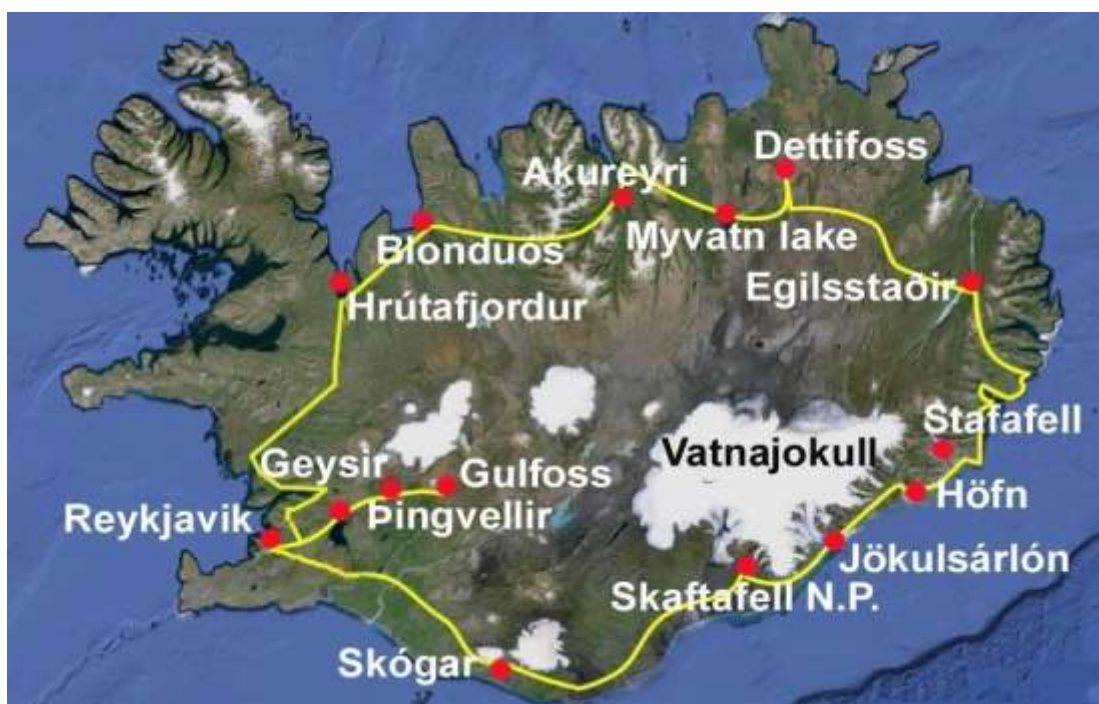 Dettifoss
Akureyri
Myvatn lake
Blonduos
Egilsstaðir
Hrútafjordur
Stafafell
Vatnajokull
Geysir
Gulfoss
Höfn
Reykjavik
Þingvellir
Jökulsárlón
Skaftafell N.P.
Skógar